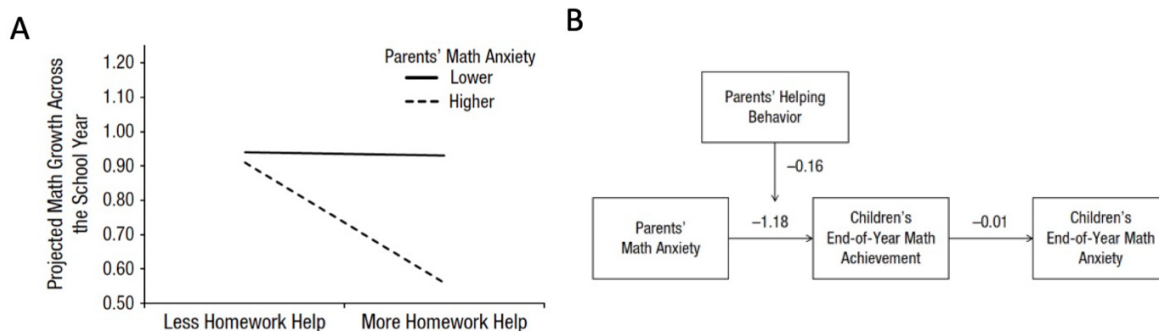 A
Projected Math Growth Across
the School Year
1.20
1.10
1.00
0.90
0.80
0.70
0.60
0.50
Parents' Math Anxiety
Lower
Higher
Less Homework Help
More Homework Help
B
Parents' Helping
Behavior
–0.16
Parents'
Math Anxiety
–1.18
Children's
End-of-Year Math
Achievement
–0.01
Children's
End-of-Year Math
Anxiety